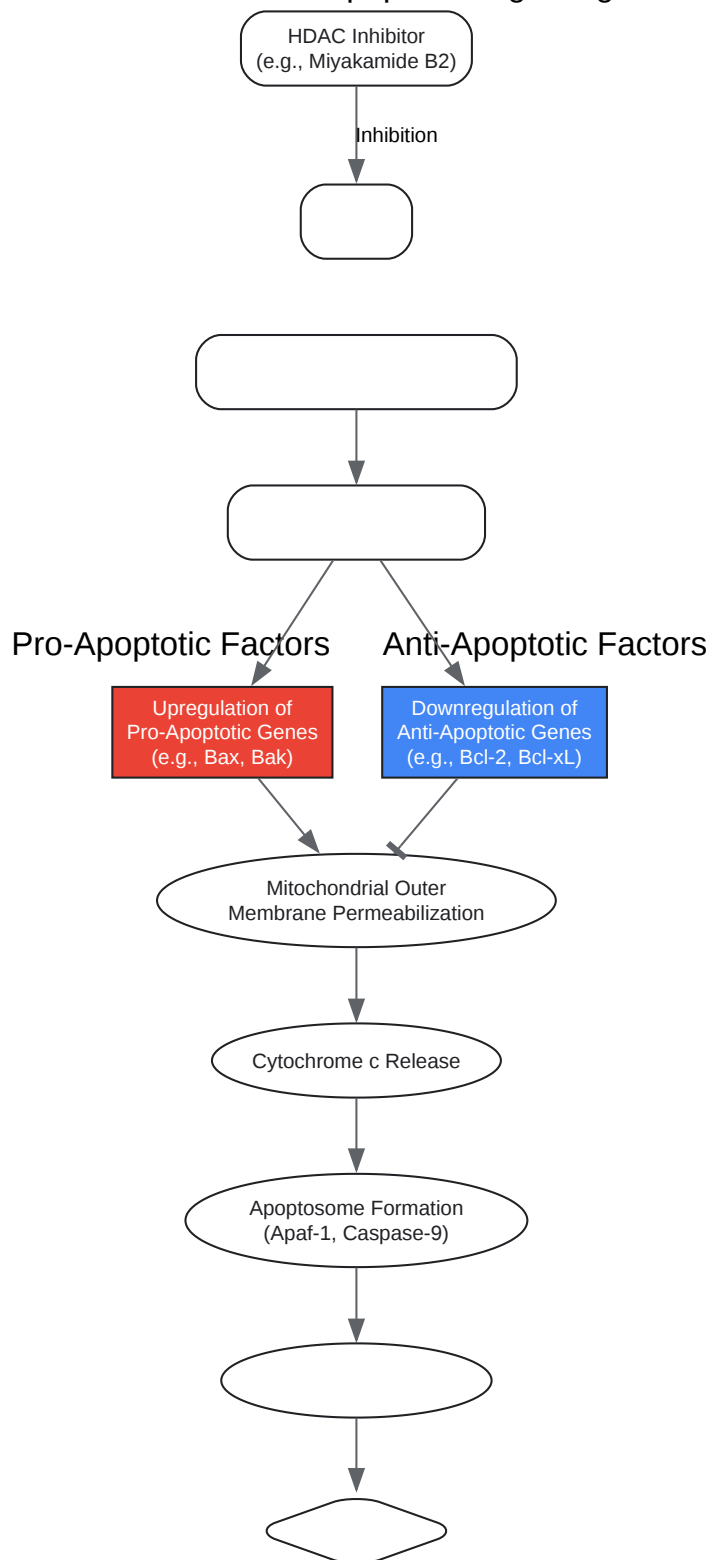 HDAC Inhibitor
(e.g., Miyakamide B2)
Inhibition
Pro-Apoptotic Factors
Anti-Apoptotic Factors
Upregulation of
Pro-Apoptotic Genes
(e.g., Bax, Bak)
Downregulation of
Anti-Apoptotic Genes
(e.g., Bcl-2, Bcl-xL)
Mitochondrial Outer
Membrane Permeabilization
Cytochrome c Release
Apoptosome Formation
(Apaf-1, Caspase-9)